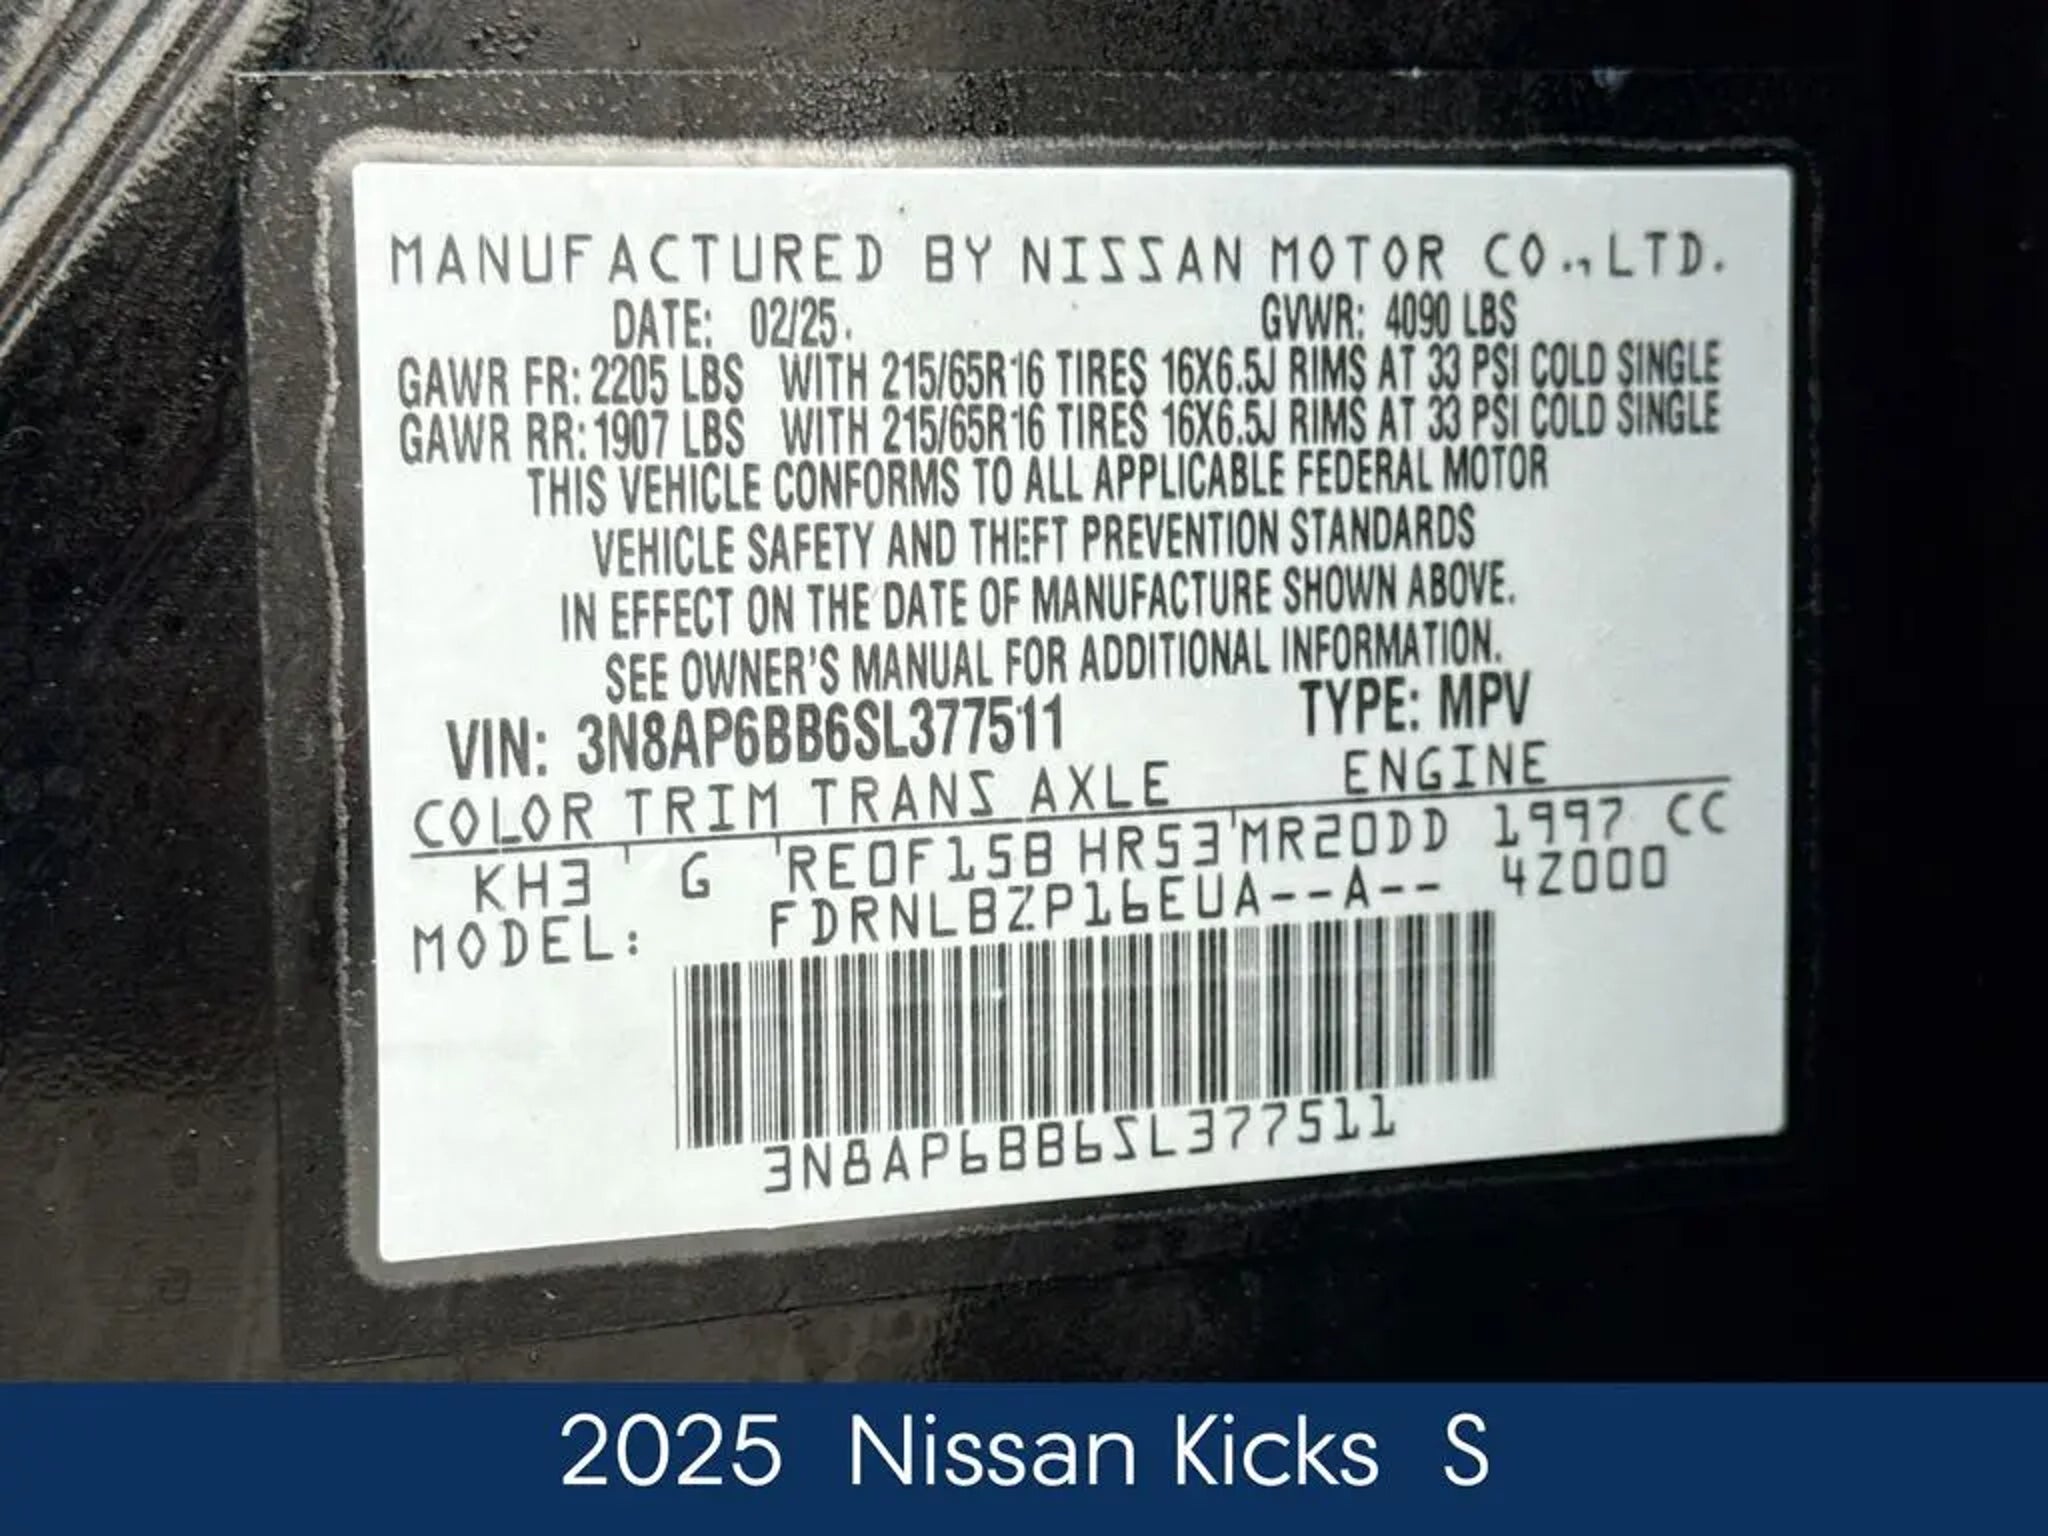 MANUFACTURED BY NISSAN MOTOR CO., LTD.
DATE: 02/25. GVWR: 4090 LBS
GAWR FR: 2205 LBS WITH 215/65R16 TIRES 16X6.5J RIMS AT 33 PSI COLD SINGLE
GAWR RR: 1907 LBS WITH 215/65R16 TIRES 16X6.5J RIMS AT 33 PSI COLD SINGLE
THIS VEHICLE CONFORMS TO ALL APPLICABLE FEDERAL MOTOR
VEHICLE SAFETY AND THEFT PREVENTION STANDARDS
IN EFFECT ON THE DATE OF MANUFACTURE SHOWN ABOVE.
SEE OWNER'S MANUAL FOR ADDITIONAL INFORMATION.
VIN: 3N8AP6BB6SL377511 TYPE: MPV
COLOR TRIM TRANS AXLE ENGINE
KH3 G RE0F15B HR53 MR20DD 1997 CC
MODEL: FDRNLBZP16EUA--A-- 4Z000
3N8AP6BB6SL377511
2025 Nissan Kicks S